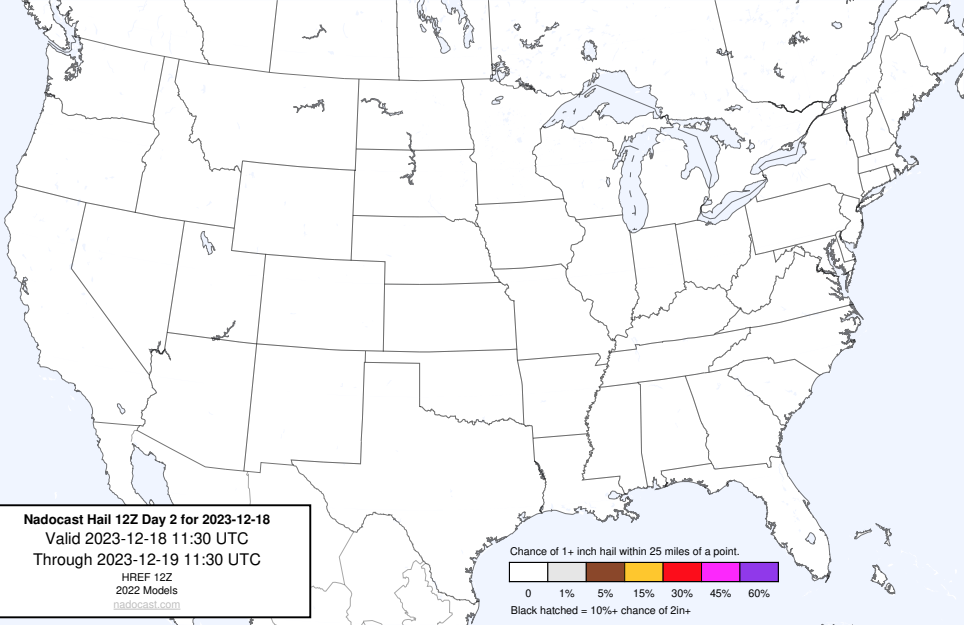 Nadocast Hail 12Z Day 2 for 2023-12-18
Valid 2023-12-18 11:30 UTC
Through 2023-12-19 11:30 UTC
HREF 12Z
2022 Models
nadocast.com
Chance of 1+ inch hail within 25 miles of a point.
0 1% 5% 15% 30% 45% 60%
Black hatched = 10%+ chance of 2in+